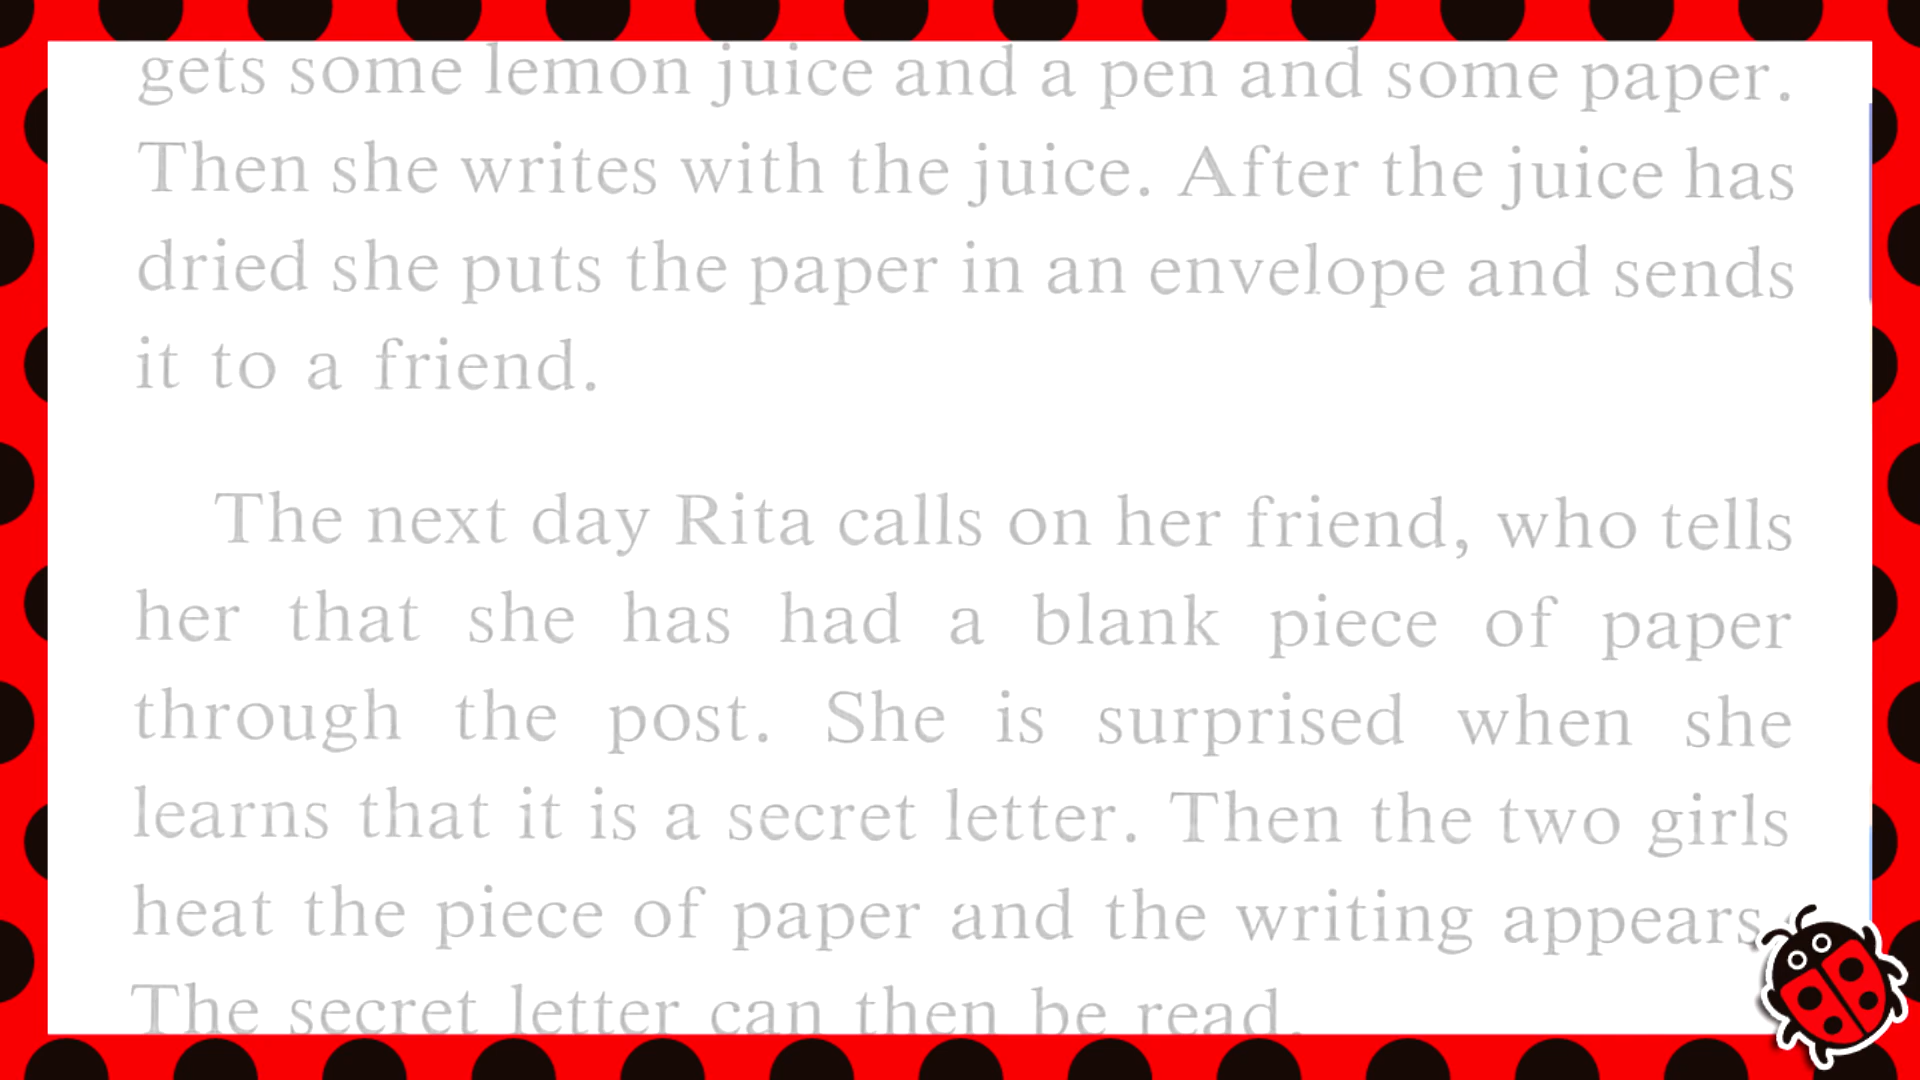 gets some lemon juice and a pen and some paper.
Then she writes with the juice. After the juice has
dried she puts the paper in an envelope and sends
it to a friend.
The next day Rita calls on her friend, who tells
her that she has had a blank piece of paper
through the post. She is surprised when she
learns that it is a secret letter. Then the two girls
heat the piece of paper and the writing appears.
The secret letter can then be read.